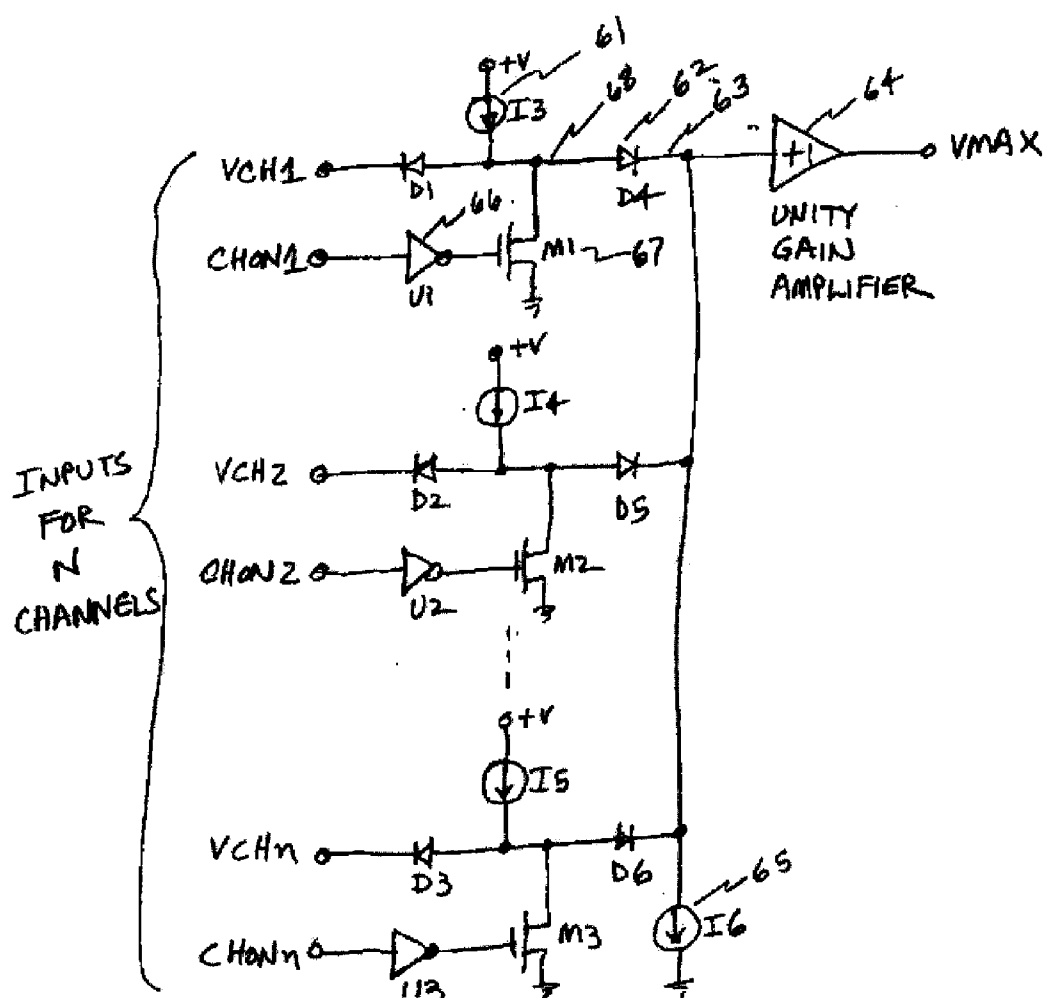 61
+V
I3
68
62
63
64
VCH1
D1
D4
+1
VMAX
66
CHON1
U1
M1
67
UNITY
GAIN
AMPLIFIER
+V
I4
VCH2
D2
D5
INPUTS
FOR
N
CHANNELS
CHON2
U2
M2
+V
I5
VCHn
D3
D6
65
I6
CHONn
U3
M3